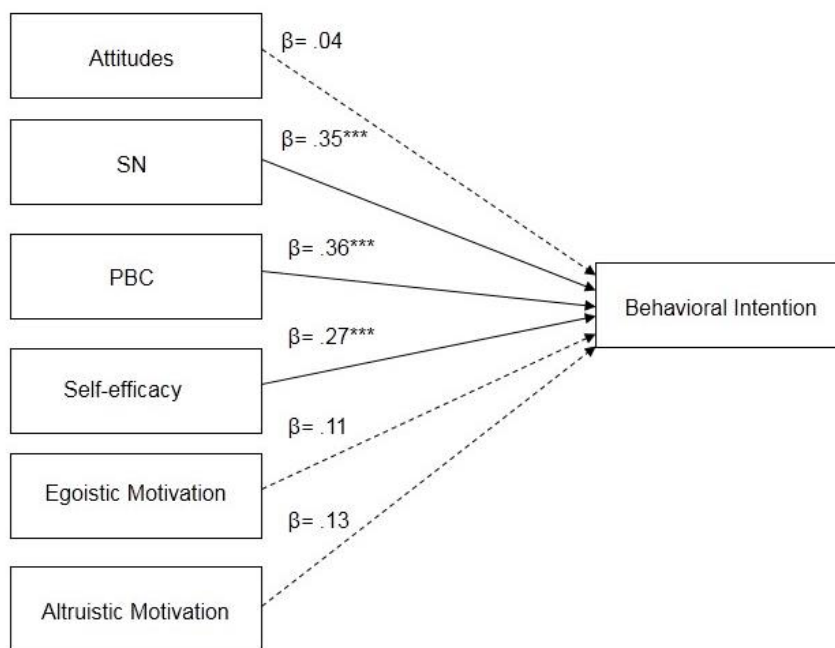 Attitudes
β= .04
SN
β= .35***
PBC
β= .36***
Self-efficacy
β= .27***
Egoistic Motivation
β= .11
Altruistic Motivation
β= .13
Behavioral Intention